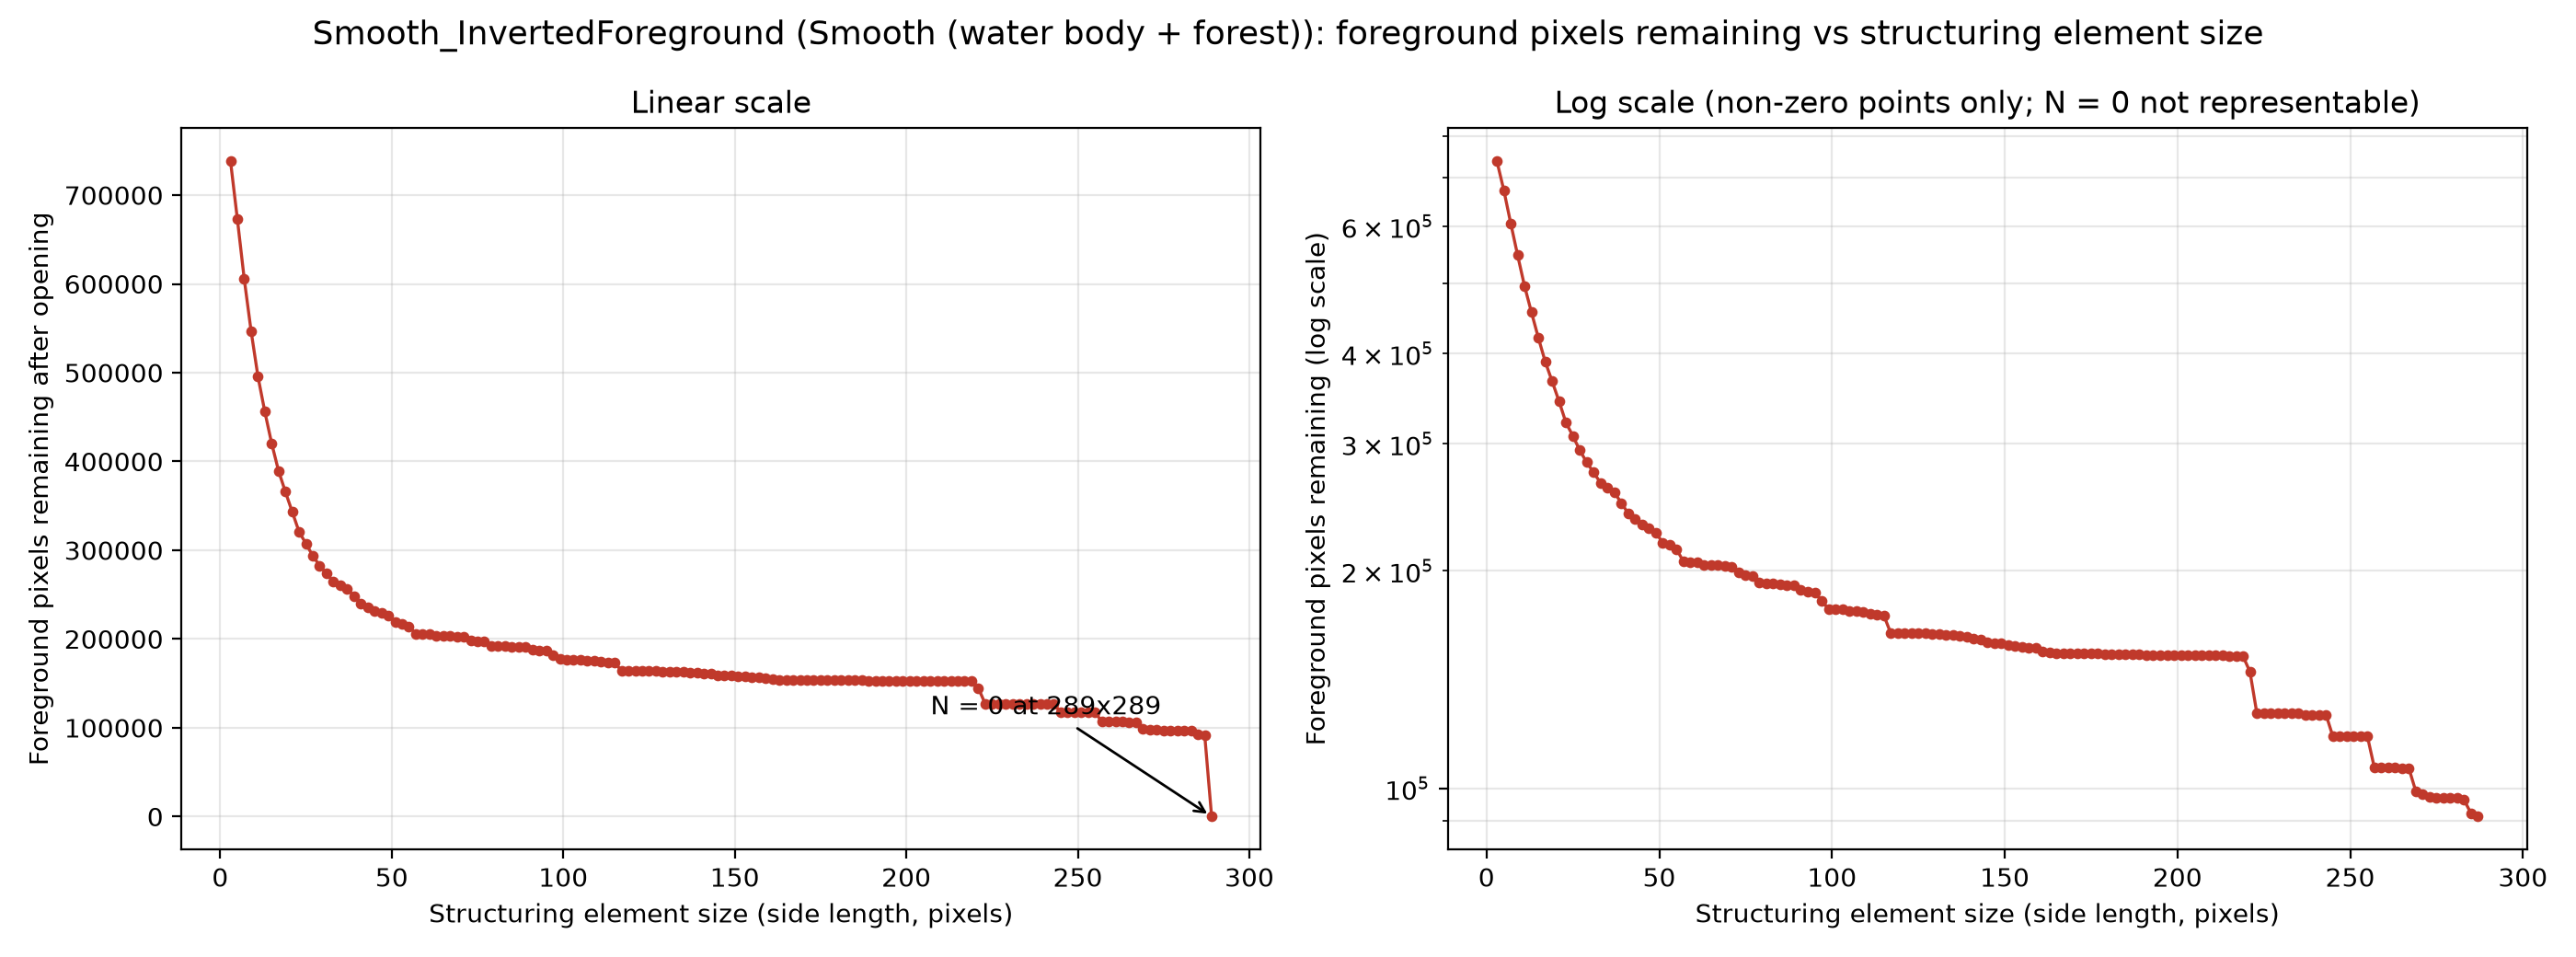 Smooth_InvertedForeground (Smooth (water body + forest)): foreground pixels remaining vs structuring element size
Linear scale
Foreground pixels remaining after opening
700000
600000
500000
400000
300000
200000
100000
0
N = 0 at 289x289
0 50 100 150 200 250 300
Structuring element size (side length, pixels)
Log scale (non-zero points only; N = 0 not representable)
Foreground pixels remaining (log scale)
6 × 10⁵
4 × 10⁵
3 × 10⁵
2 × 10⁵
10⁵
0 50 100 150 200 250 300
Structuring element size (side length, pixels)